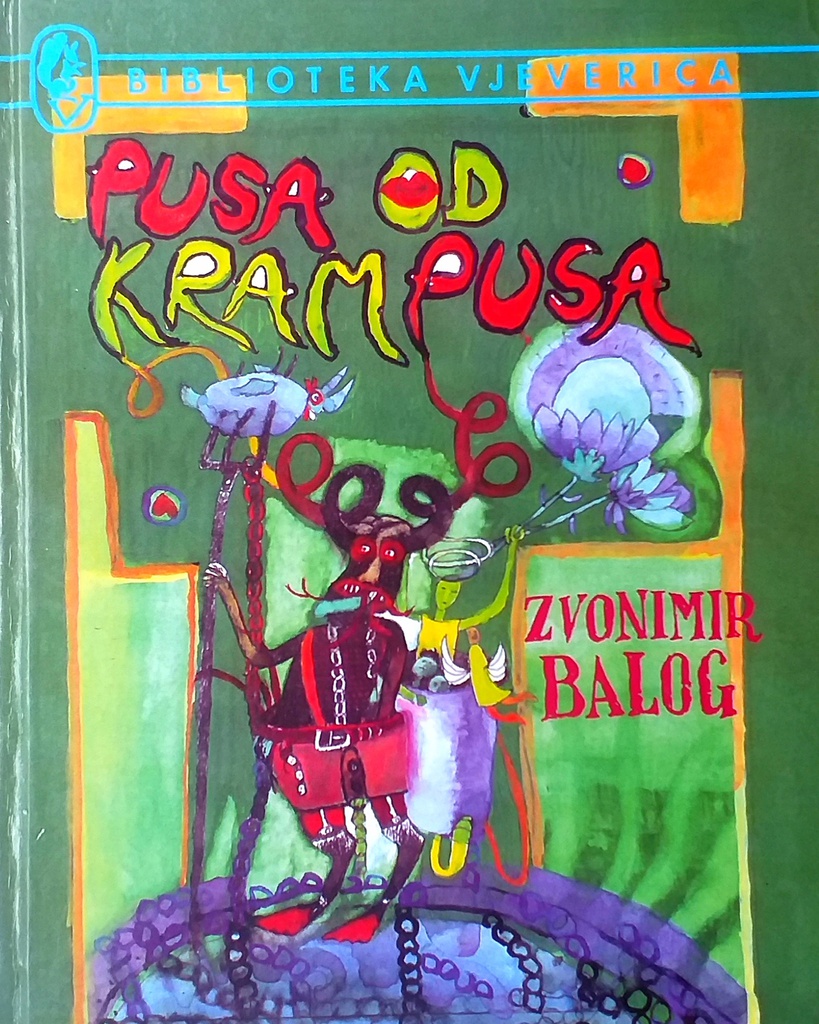 BIBLIOTEKA VJEVERICA
PUSA OD
KRAMPUSA
ZVONIMIR
BALOG